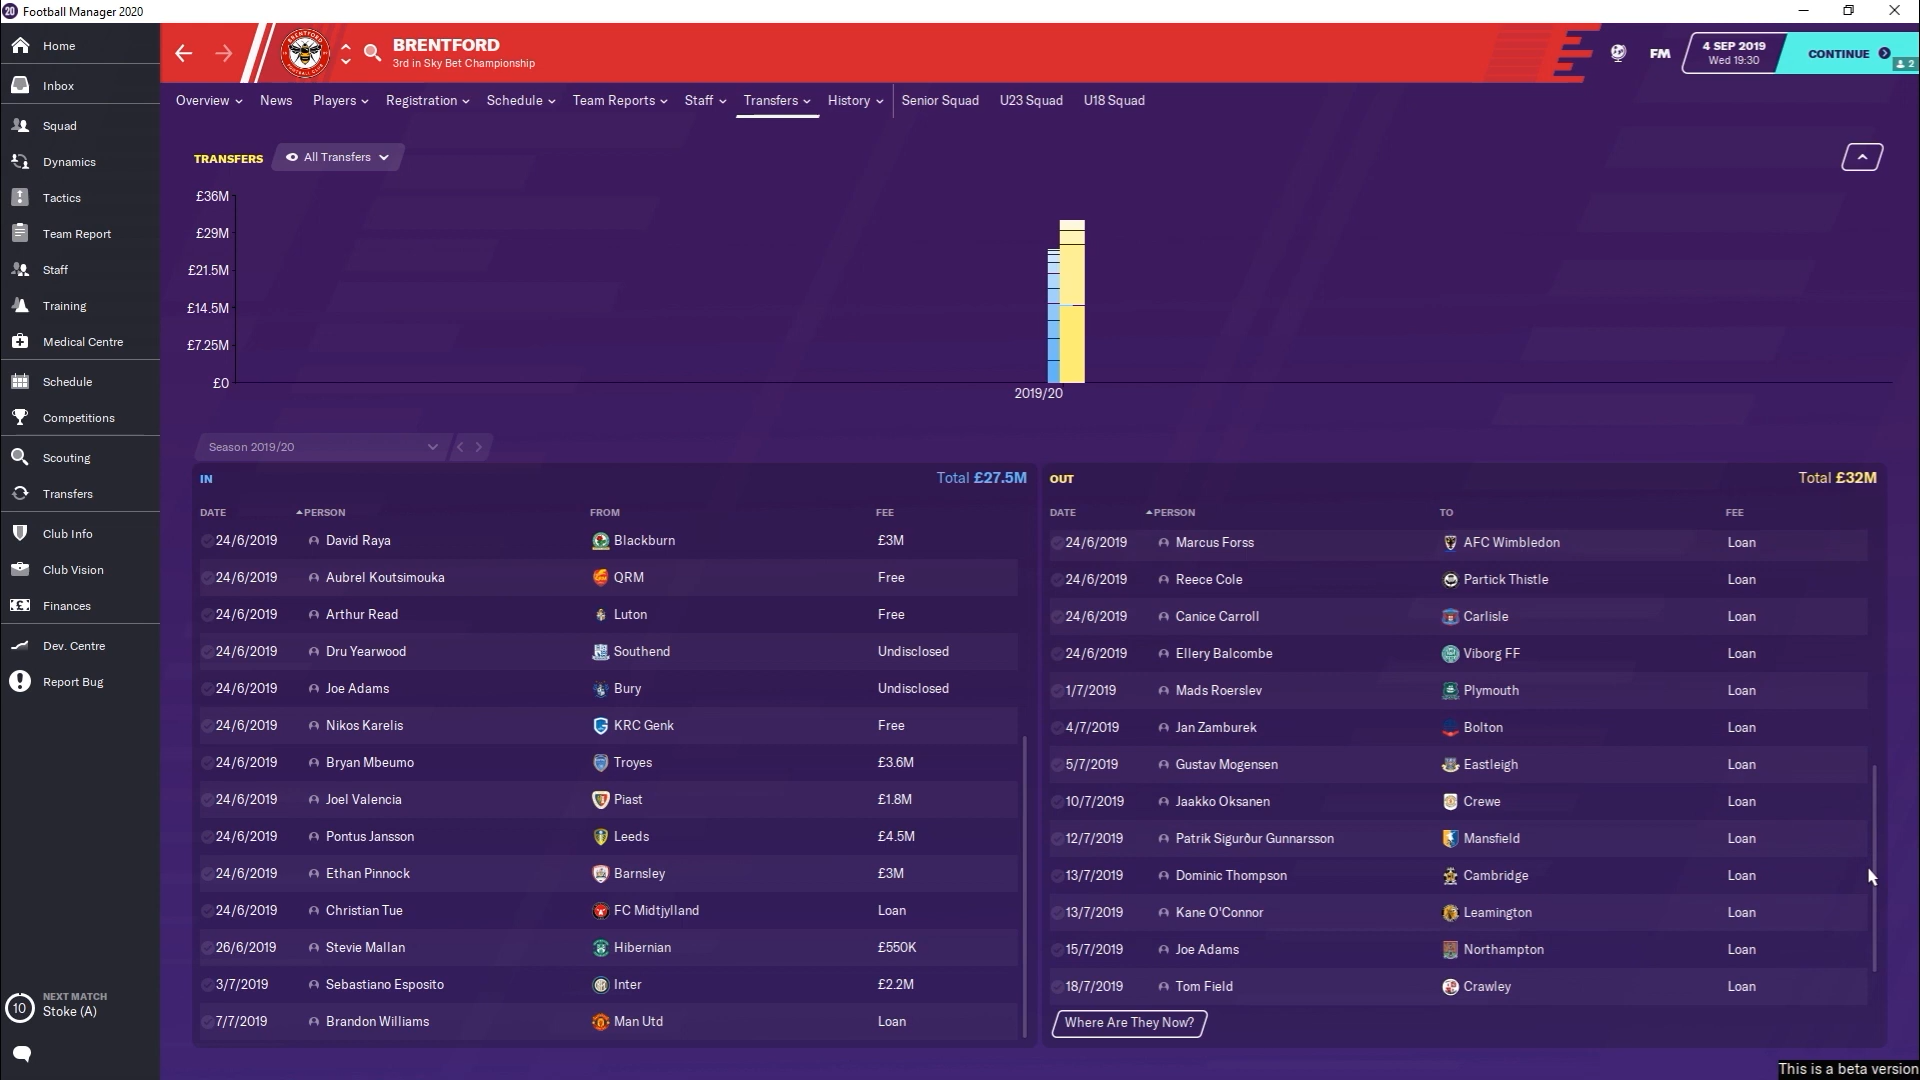 20 Football Manager 2020
Home
Inbox
Squad
Dynamics
Tactics
Team Report
Staff
Training
Medical Centre
Schedule
Competitions
Scouting
Transfers
Club Info
Club Vision
Finances
Dev. Centre
Report Bug
10 NEXT MATCH
Stoke (A)
BRENTFORD
3rd in Sky Bet Championship
FM
4 SEP 2019
Wed 19:30
CONTINUE
2
Overview News Players Registration Schedule Team Reports Staff Transfers History Senior Squad U23 Squad U18 Squad
TRANSFERS All Transfers
£36M
£29M
£21.5M
£14.5M
£7.25M
£0
2019/20
Season 2019/20
IN Total £27.5M
DATE PERSON FROM FEE
24/6/2019 David Raya Blackburn £3M
24/6/2019 Aubrel Koutsimouka QRM Free
24/6/2019 Arthur Read Luton Free
24/6/2019 Dru Yearwood Southend Undisclosed
24/6/2019 Joe Adams Bury Undisclosed
24/6/2019 Nikos Karelis KRC Genk Free
24/6/2019 Bryan Mbeumo Troyes £3.6M
24/6/2019 Joel Valencia Piast £1.8M
24/6/2019 Pontus Jansson Leeds £4.5M
24/6/2019 Ethan Pinnock Barnsley £3M
24/6/2019 Christian Tue FC Midtjylland Loan
26/6/2019 Stevie Mallan Hibernian £550K
3/7/2019 Sebastiano Esposito Inter £2.2M
7/7/2019 Brandon Williams Man Utd Loan
OUT Total £32M
DATE PERSON TO FEE
24/6/2019 Marcus Forss AFC Wimbledon Loan
24/6/2019 Reece Cole Partick Thistle Loan
24/6/2019 Canice Carroll Carlisle Loan
24/6/2019 Ellery Balcombe Viborg FF Loan
1/7/2019 Mads Roerslev Plymouth Loan
4/7/2019 Jan Zamburek Bolton Loan
5/7/2019 Gustav Mogensen Eastleigh Loan
10/7/2019 Jaakko Oksanen Crewe Loan
12/7/2019 Patrik Sigurður Gunnarsson Mansfield Loan
13/7/2019 Dominic Thompson Cambridge Loan
13/7/2019 Kane O'Connor Leamington Loan
15/7/2019 Joe Adams Northampton Loan
18/7/2019 Tom Field Crawley Loan
Where Are They Now?
This is a beta version